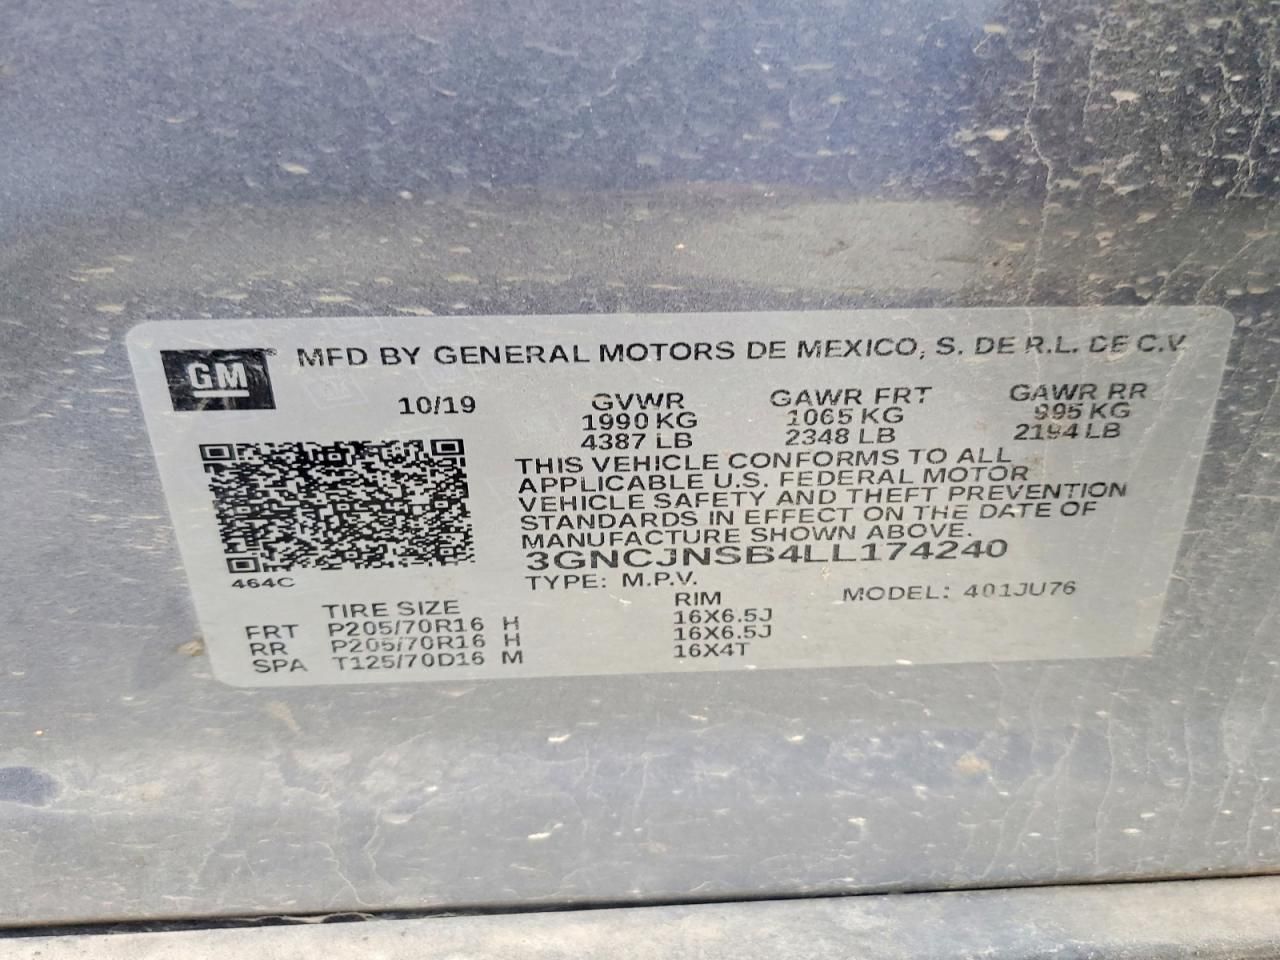 GM MFD BY GENERAL MOTORS DE MEXICO, S. DE R.L. DE C.V
10/19 GVWR GAWR FRT GAWR RR
1990 KG 1065 KG 995 KG
4387 LB 2348 LB 2194 LB
THIS VEHICLE CONFORMS TO ALL
APPLICABLE U.S. FEDERAL MOTOR
VEHICLE SAFETY AND THEFT PREVENTION
STANDARDS IN EFFECT ON THE DATE OF
MANUFACTURE SHOWN ABOVE.
3GNCJNSB4LL174240
464C
TYPE: M.P.V. MODEL: 401JU76
TIRE SIZE RIM
FRT P205/70R16 H 16X6.5J
RR P205/70R16 H 16X6.5J
SPA T125/70D16 M 16X4T